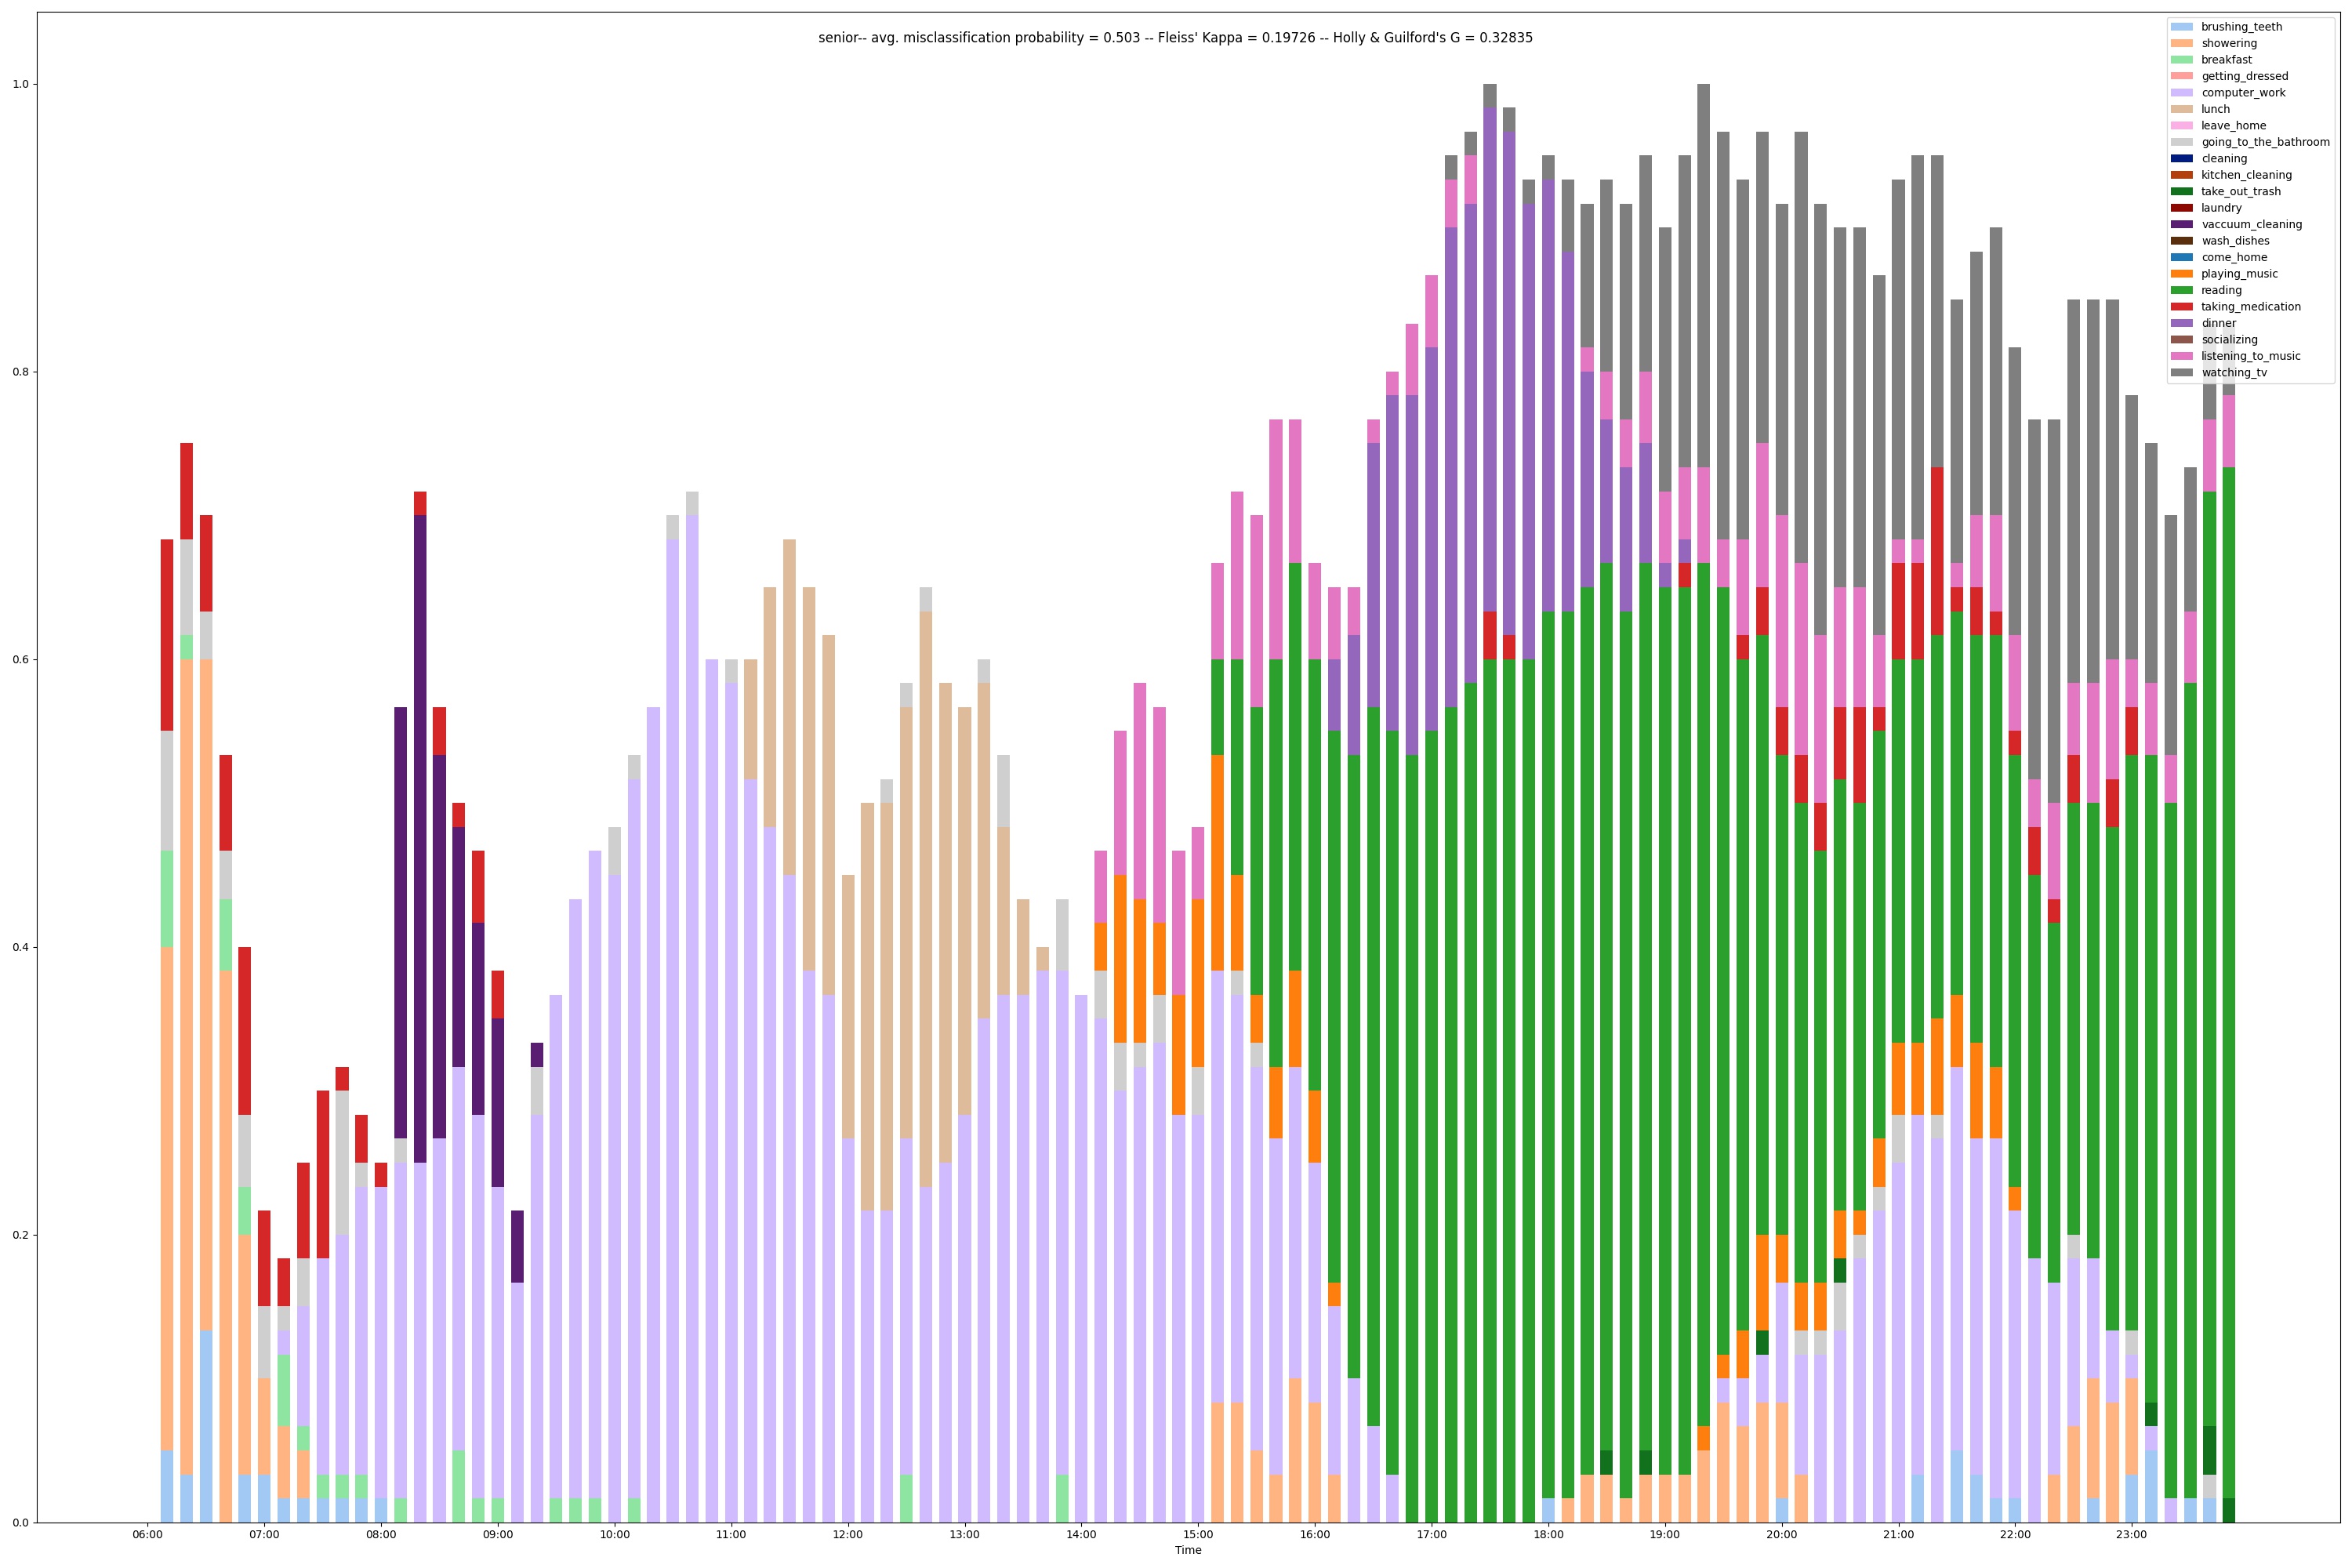 senior-- avg. misclassification probability = 0.503 -- Fleiss' Kappa = 0.19726 -- Holly & Guilford's G = 0.32835
brushing_teeth
showering
breakfast
getting_dressed
computer_work
lunch
leave_home
going_to_the_bathroom
cleaning
kitchen_cleaning
take_out_trash
laundry
vaccuum_cleaning
wash_dishes
come_home
playing_music
reading
taking_medication
dinner
socializing
listening_to_music
watching_tv
1.0
0.8
0.6
0.4
0.2
0.0
06:00 07:00 08:00 09:00 10:00 11:00 12:00 13:00 14:00 15:00 16:00 17:00 18:00 19:00 20:00 21:00 22:00 23:00
Time